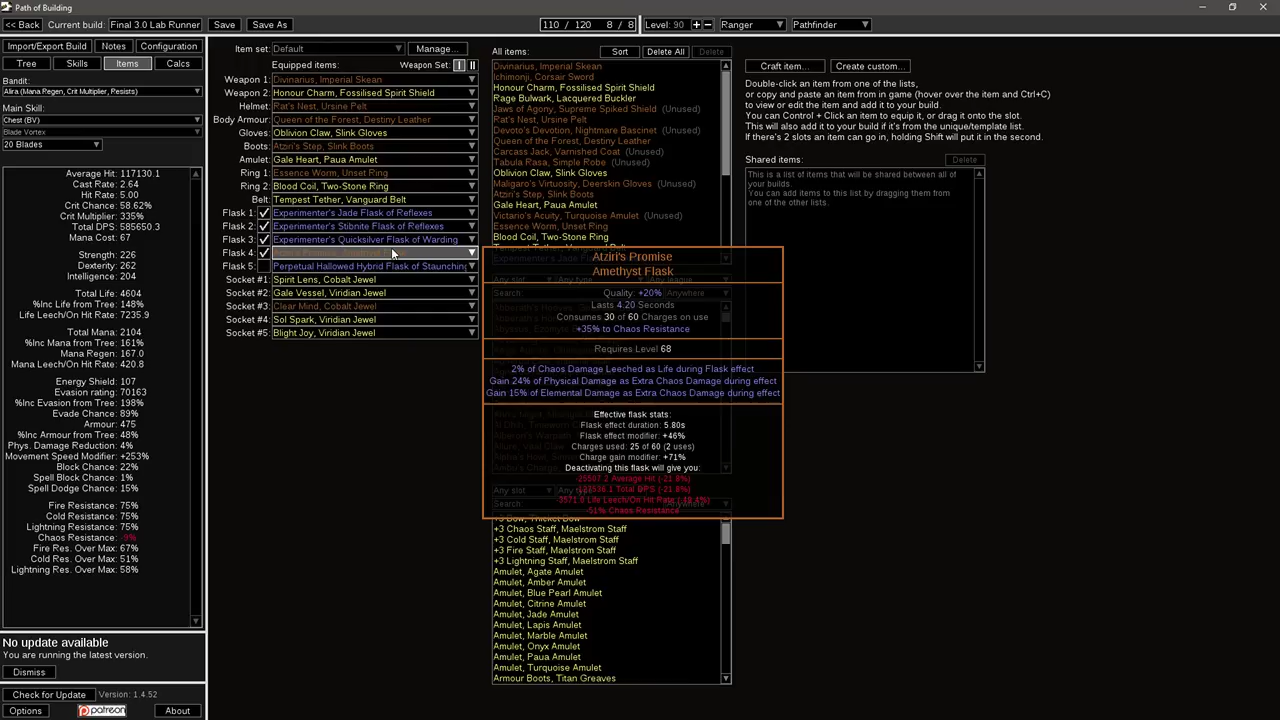 Path of Building
<< Back
Current build:
Final 3.0 Lab Runner
Save
Save As
110 / 120   8 / 8
Level: 90
Ranger
Pathfinder
Import/Export Build
Notes
Configuration
Tree
Skills
Items
Calcs
Bandit:
Alira (Mana Regen, Crit Multiplier, Resists)
Main Skill:
Chest (BV)
Blade Vortex
20 Blades
Average Hit: 117130.1
Cast Rate: 2.64
Hit Rate: 5.00
Crit Chance: 58.62%
Crit Multiplier: 335%
Total DPS: 585650.3
Mana Cost: 67
Strength: 226
Dexterity: 262
Intelligence: 204
Total Life: 4604
%Inc Life from Tree: 148%
Life Leech/On Hit Rate: 7235.9
Total Mana: 2104
%Inc Mana from Tree: 161%
Mana Regen: 167.0
Mana Leech/On Hit Rate: 420.8
Energy Shield: 107
Evasion rating: 70163
%Inc Evasion from Tree: 198%
Evade Chance: 89%
Armour: 475
%Inc Armour from Tree: 48%
Phys. Damage Reduction: 4%
Movement Speed Modifier: +253%
Block Chance: 22%
Spell Block Chance: 1%
Spell Dodge Chance: 15%
Fire Resistance: 75%
Cold Resistance: 75%
Lightning Resistance: 75%
Chaos Resistance: -9%
Fire Res. Over Max: 67%
Cold Res. Over Max: 51%
Lightning Res. Over Max: 58%
No update available
You are running the latest version.
Dismiss
Check for Update
Version: 1.4.52
Options
patreon
About
Item set:
Default
Manage...
Equipped items:
Weapon Set:
I
II
Weapon 1: Divinarius, Imperial Skean
Weapon 2: Honour Charm, Fossilised Spirit Shield
Helmet: Rat's Nest, Ursine Pelt
Body Armour: Queen of the Forest, Destiny Leather
Gloves: Oblivion Claw, Slink Gloves
Boots: Atziri's Step, Slink Boots
Amulet: Gale Heart, Paua Amulet
Ring 1: Essence Worm, Unset Ring
Ring 2: Blood Coil, Two-Stone Ring
Belt: Tempest Tether, Vanguard Belt
Flask 1: Experimenter's Jade Flask of Reflexes
Flask 2: Experimenter's Stibnite Flask of Reflexes
Flask 3: Experimenter's Quicksilver Flask of Warding
Flask 4:
Flask 5: Perpetual Hallowed Hybrid Flask of Staunching
Socket #1: Spirit Lens, Cobalt Jewel
Socket #2: Gale Vessel, Viridian Jewel
Socket #3: Clear Mind, Cobalt Jewel
Socket #4: Sol Spark, Viridian Jewel
Socket #5: Blight Joy, Viridian Jewel
All items:
Sort
Delete All
Delete
Divinarius, Imperial Skean
Ichimonji, Corsair Sword
Honour Charm, Fossilised Spirit Shield
Rage Bulwark, Lacquered Buckler
Jaws of Agony, Supreme Spiked Shield (Unused)
Rat's Nest, Ursine Pelt
Devoto's Devotion, Nightmare Bascinet (Unused)
Queen of the Forest, Destiny Leather
Carcass Jack, Varnished Coat (Unused)
Tabula Rasa, Simple Robe (Unused)
Oblivion Claw, Slink Gloves
Maligaro's Virtuosity, Deerskin Gloves (Unused)
Atziri's Step, Slink Boots
Gale Heart, Paua Amulet
Victario's Acuity, Turquoise Amulet (Unused)
Essence Worm, Unset Ring
Blood Coil, Two-Stone Ring
Atziri's Promise
Amethyst Flask
Quality: +20%
Lasts 4.20 Seconds
Consumes 30 of 60 Charges on use
+35% to Chaos Resistance
Requires Level 68
2% of Chaos Damage Leeched as Life during Flask effect
Gain 24% of Physical Damage as Extra Chaos Damage during effect
Gain 15% of Elemental Damage as Extra Chaos Damage during effect
Effective flask stats:
Flask effect duration: 5.80s
Flask effect modifier: +46%
Charges used: 25 of 60 (2 uses)
Charge gain modifier: +71%
Deactivating this flask will give you:
-25507.2 Average Hit (-21.8%)
Total DPS (-21.8%)
Life Leech/On Hit Rate
-51% Chaos Resistance
+3 Bow, Thicket Bow
+3 Chaos Staff, Maelstrom Staff
+3 Cold Staff, Maelstrom Staff
+3 Fire Staff, Maelstrom Staff
+3 Lightning Staff, Maelstrom Staff
Amulet, Agate Amulet
Amulet, Amber Amulet
Amulet, Blue Pearl Amulet
Amulet, Citrine Amulet
Amulet, Jade Amulet
Amulet, Lapis Amulet
Amulet, Marble Amulet
Amulet, Onyx Amulet
Amulet, Paua Amulet
Amulet, Turquoise Amulet
Armour Boots, Titan Greaves
Craft item...
Create custom...
Double-click an item from one of the lists,
or copy and paste an item from in game (hover over the item and Ctrl+C)
to view or edit the item and add it to your build.
You can Control + Click an item to equip it, or drag it onto the slot.
This will also add it to your build if it's from the unique/template list.
If there's 2 slots an item can go in, holding Shift will put it in the second.
Shared items:
Delete
This is a list of items that will be shared between all of
your builds.
You can add items to this list by dragging them from
one of the other lists.